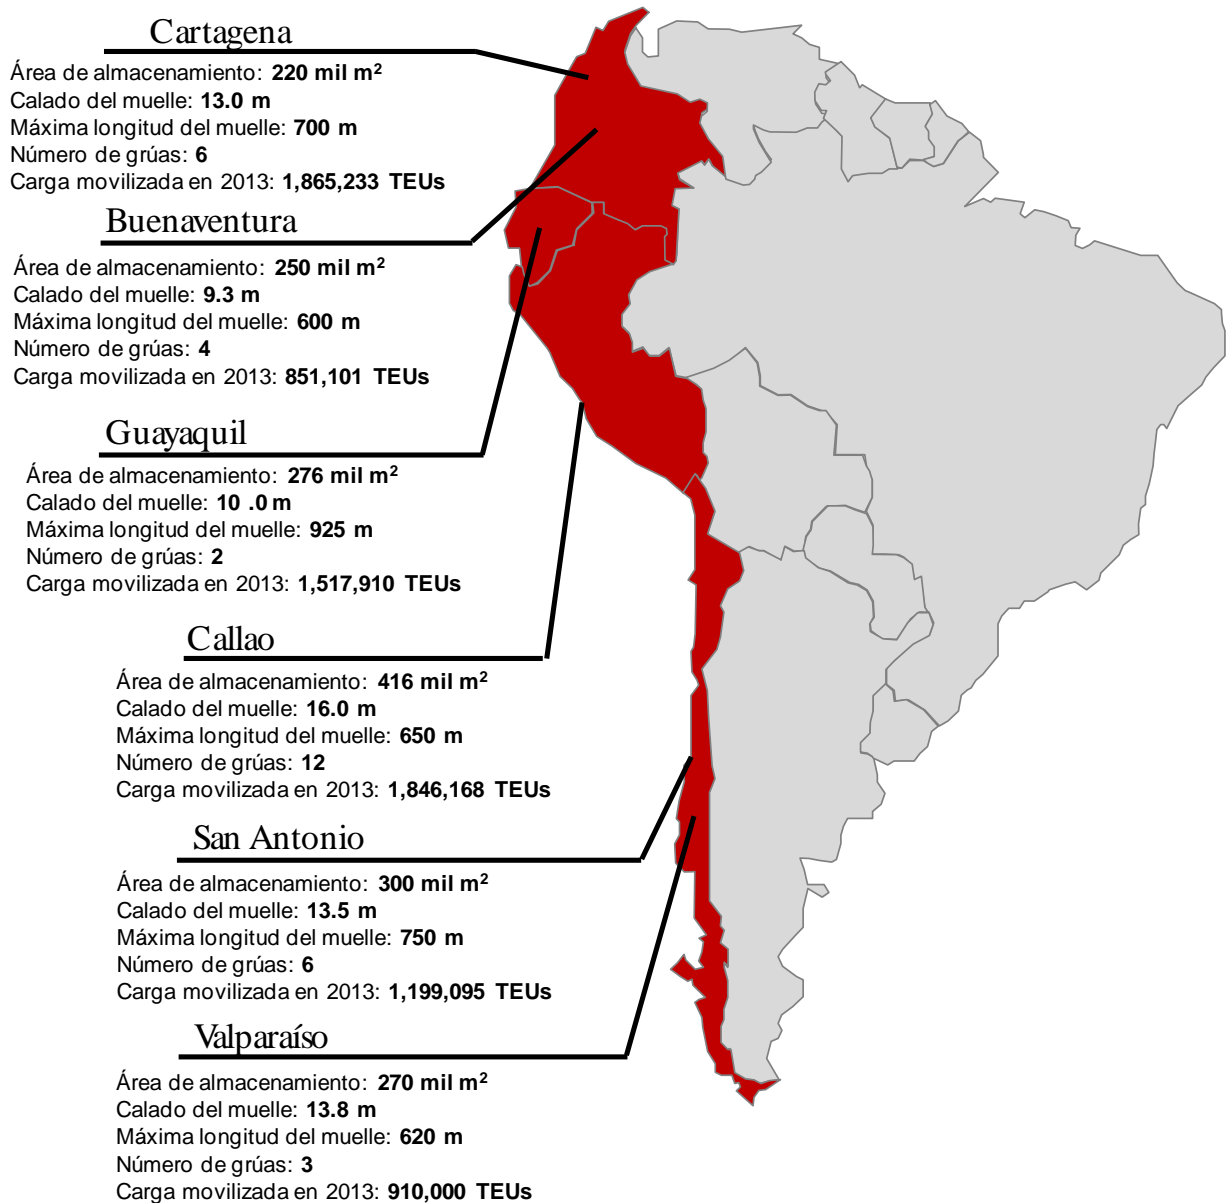 Cartagena
Área de almacenamiento: 220 mil m²
Calado del muelle: 13.0 m
Máxima longitud del muelle: 700 m
Número de grúas: 6
Carga movilizada en 2013: 1,865,233 TEUs
Buenaventura
Área de almacenamiento: 250 mil m²
Calado del muelle: 9.3 m
Máxima longitud del muelle: 600 m
Número de grúas: 4
Carga movilizada en 2013: 851,101 TEUs
Guayaquil
Área de almacenamiento: 276 mil m²
Calado del muelle: 10 .0 m
Máxima longitud del muelle: 925 m
Número de grúas: 2
Carga movilizada en 2013: 1,517,910 TEUs
Callao
Área de almacenamiento: 416 mil m²
Calado del muelle: 16.0 m
Máxima longitud del muelle: 650 m
Número de grúas: 12
Carga movilizada en 2013: 1,846,168 TEUs
San Antonio
Área de almacenamiento: 300 mil m²
Calado del muelle: 13.5 m
Máxima longitud del muelle: 750 m
Número de grúas: 6
Carga movilizada en 2013: 1,199,095 TEUs
Valparaíso
Área de almacenamiento: 270 mil m²
Calado del muelle: 13.8 m
Máxima longitud del muelle: 620 m
Número de grúas: 3
Carga movilizada en 2013: 910,000 TEUs